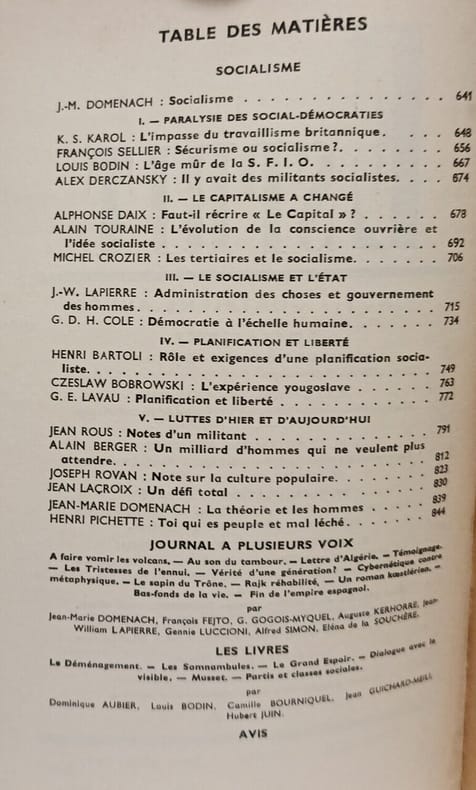 TABLE DES MATIÈRES
SOCIALISME
J.-M. DOMENACH : Socialisme . . . . . . . . . . . . . . . 641
I. — PARALYSIE DES SOCIAL-DÉMOCRATIES
K. S. KAROL : L'impasse du travaillisme britannique. . . . . 648
FRANÇOIS SELLIER : Sécurisme ou socialisme ?. . . . . . . . 656
LOUIS BODIN : L'âge mûr de la S. F. I. O. . . . . . . . . . 667
ALEX DERCZANSKY : Il y avait des militants socialistes. . . . 674
II. — LE CAPITALISME A CHANGÉ
ALPHONSE DAIX : Faut-il récrire « Le Capital » ? . . . . . . 678
ALAIN TOURAINE : L'évolution de la conscience ouvrière et
l'idée socialiste . . . . . . . . . . . . . . . . . . 692
MICHEL CROZIER : Les tertiaires et le socialisme. . . . . . . 706
III. — LE SOCIALISME ET L'ÉTAT
J.-W. LAPIERRE : Administration des choses et gouvernement
des hommes. . . . . . . . . . . . . . . . . . . . . 715
G. D. H. COLE : Démocratie à l'échelle humaine. . . . . . . 734
IV. — PLANIFICATION ET LIBERTÉ
HENRI BARTOLI : Rôle et exigences d'une planification socia-
liste. . . . . . . . . . . . . . . . . . . . . . . . 749
CZESLAW BOBROWSKI : L'expérience yougoslave . . . . . . . 763
G. E. LAVAU : Planification et liberté . . . . . . . . . . . 772
V. — LUTTES D'HIER ET D'AUJOURD'HUI
JEAN ROUS : Notes d'un militant . . . . . . . . . . . . . 791
ALAIN BERGER : Un milliard d'hommes qui ne veulent plus
attendre. . . . . . . . . . . . . . . . . . . . . . 812
JOSEPH ROVAN : Note sur la culture populaire. . . . . . . . 823
JEAN LACROIX : Un défi total . . . . . . . . . . . . . . 830
JEAN-MARIE DOMENACH : La théorie et les hommes . . . . . 839
HENRI PICHETTE : Toi qui es peuple et mal léché. . . . . . . 844
JOURNAL A PLUSIEURS VOIX
A faire vomir les volcans. — Au son du tambour. — Lettre d'Algérie. — Témoignage.
— Les Tristesses de l'ennui. — Vérité d'une génération? — Cybernétique contre
métaphysique. — Le sapin du Trône. — Rajk réhabilité. — Un roman kœstlérien. —
Bas-fonds de la vie. — Fin de l'empire espagnol.
par
Jean-Marie DOMENACH, François FEJTO, G. GOGOIS-MYQUEL, Auguste KERHORRE, Jean-
William LAPIERRE, Gennie LUCCIONI, Alfred SIMON, Eléna de la SOUCHÈRE.
LES LIVRES
Le Déménagement. — Les Somnambules. — Le Grand Espoir. — Dialogue avec le
visible. — Musset. — Partis et classes sociales.
par
Dominique AUBIER, Louis BODIN, Camille BOURNIQUEL, Jean GUICHARD-MEILI,
Hubert JUIN.
AVIS